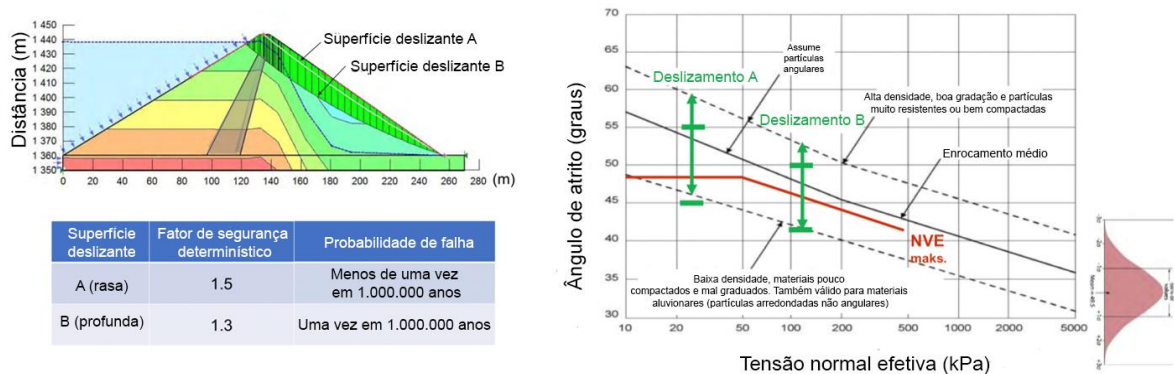 1 450
1 440
1 430
1 420
1 410
1 400
1 390
1 380
1 370
1 360
1 350
Distância (m)
0 20 40 60 80 100 120 140 160 180 200 220 240 260 280 (m)
Superfície deslizante A
Superfície deslizante B
Superfície deslizante
Fator de segurança determinístico
Probabilidade de falha
A (rasa)
1.5
Menos de uma vez
em 1.000.000 anos
B (profunda)
1.3
Uma vez em 1.000.000 anos
Ângulo de atrito (graus)
70
65
60
55
50
45
40
35
30
Deslizamento A
Assume
partículas
angulares
Deslizamento B
Alta densidade, boa gradação e partículas
muito resistentes ou bem compactadas
Enrocamento médio
NVE
maks.
Baixa densidade, materiais pouco
compactados e mal graduados. Também válido para materiais
aluvionares (partículas arredondadas não angulares)
10 20 50 100 200 500 1000 2000 5000
Tensão normal efetiva (kPa)